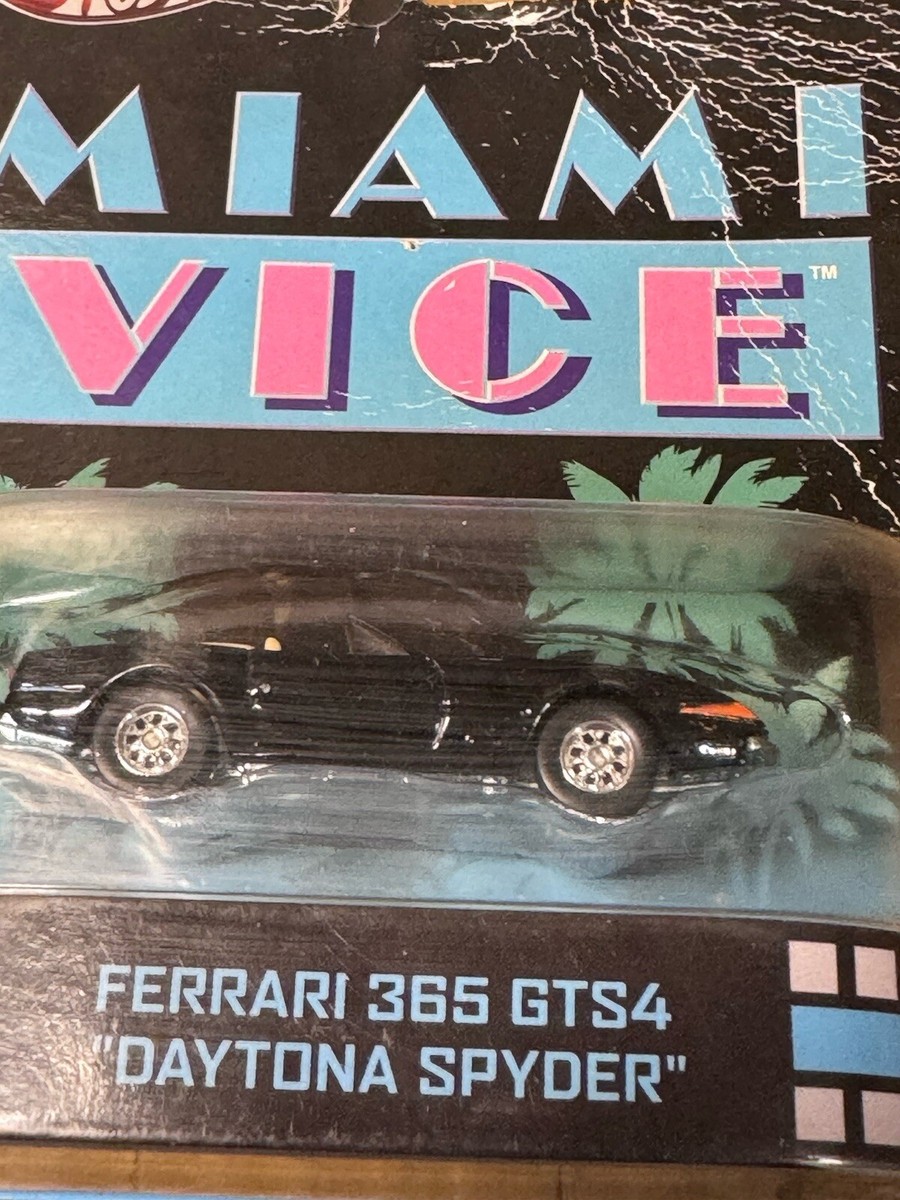 MIAMI
VICE™
FERRARI 365 GTS4
"DAYTONA SPYDER"